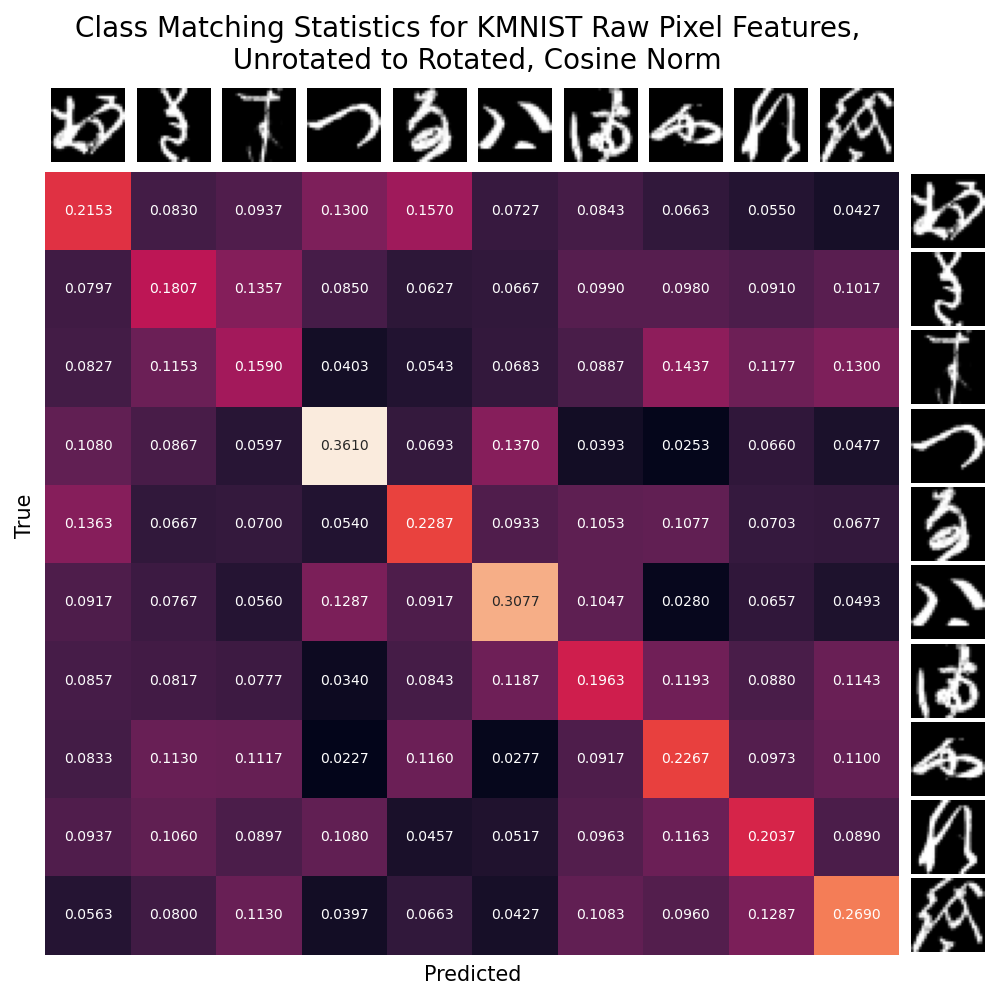 Class Matching Statistics for KMNIST Raw Pixel Features,
Unrotated to Rotated, Cosine Norm
0.2153 0.0830 0.0937 0.1300 0.1570 0.0727 0.0843 0.0663 0.0550 0.0427
0.0797 0.1807 0.1357 0.0850 0.0627 0.0667 0.0990 0.0980 0.0910 0.1017
0.0827 0.1153 0.1590 0.0403 0.0543 0.0683 0.0887 0.1437 0.1177 0.1300
0.1080 0.0867 0.0597 0.3610 0.0693 0.1370 0.0393 0.0253 0.0660 0.0477
True
0.1363 0.0667 0.0700 0.0540 0.2287 0.0933 0.1053 0.1077 0.0703 0.0677
0.0917 0.0767 0.0560 0.1287 0.0917 0.3077 0.1047 0.0280 0.0657 0.0493
0.0857 0.0817 0.0777 0.0340 0.0843 0.1187 0.1963 0.1193 0.0880 0.1143
0.0833 0.1130 0.1117 0.0227 0.1160 0.0277 0.0917 0.2267 0.0973 0.1100
0.0937 0.1060 0.0897 0.1080 0.0457 0.0517 0.0963 0.1163 0.2037 0.0890
0.0563 0.0800 0.1130 0.0397 0.0663 0.0427 0.1083 0.0960 0.1287 0.2690
Predicted